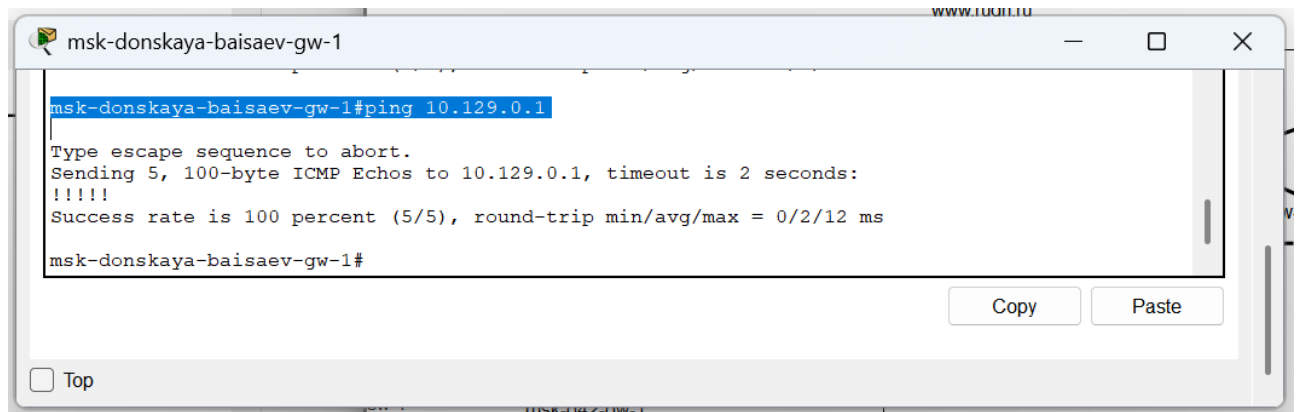 www.rudn.ru
msk-donskaya-baisaev-gw-1
msk-donskaya-baisaev-gw-1#ping 10.129.0.1
Type escape sequence to abort.
Sending 5, 100-byte ICMP Echos to 10.129.0.1, timeout is 2 seconds:
!!!!!
Success rate is 100 percent (5/5), round-trip min/avg/max = 0/2/12 ms
msk-donskaya-baisaev-gw-1#
Copy
Paste
Top